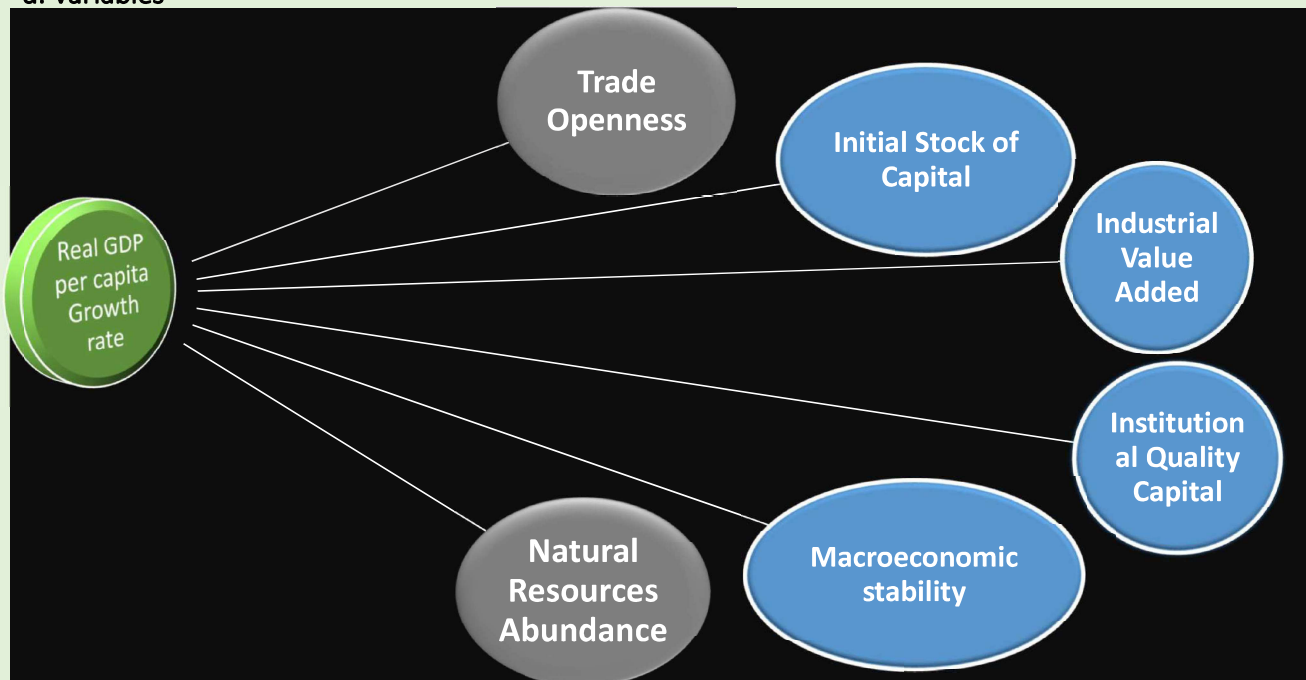 a. Variables
Trade
Openness
Initial Stock of
Capital
Industrial
Value
Added
Real GDP
per capita
Growth
rate
Institution
al Quality
Capital
Macroeconomic
stability
Natural
Resources
Abundance